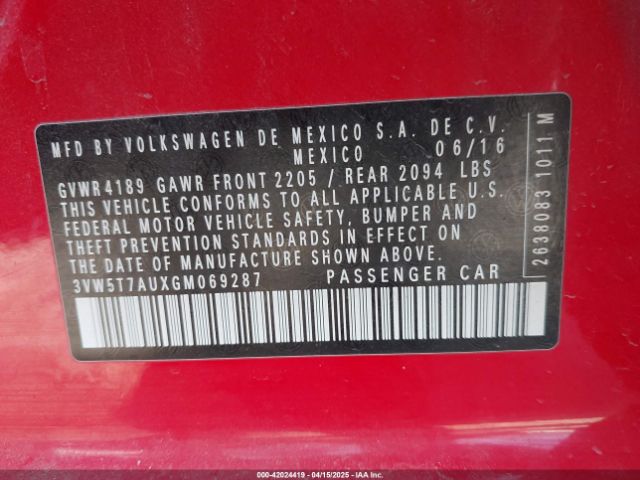 MFD BY VOLKSWAGEN DE MEXICO S.A. DE C.V.
MEXICO 06/16
GVWR4189 GAWR FRONT 2205 / REAR 2094 LBS
THIS VEHICLE CONFORMS TO ALL APPLICABLE U.S.
FEDERAL MOTOR VEHICLE SAFETY, BUMPER AND
THEFT PREVENTION STANDARDS IN EFFECT ON
THE DATE OF MANUFACTURE SHOWN ABOVE.
3VW5T7AUXGM069287 PASSENGER CAR
2638083 1011 M
000-42024419 | 04/15/2025 | IAAI.COM